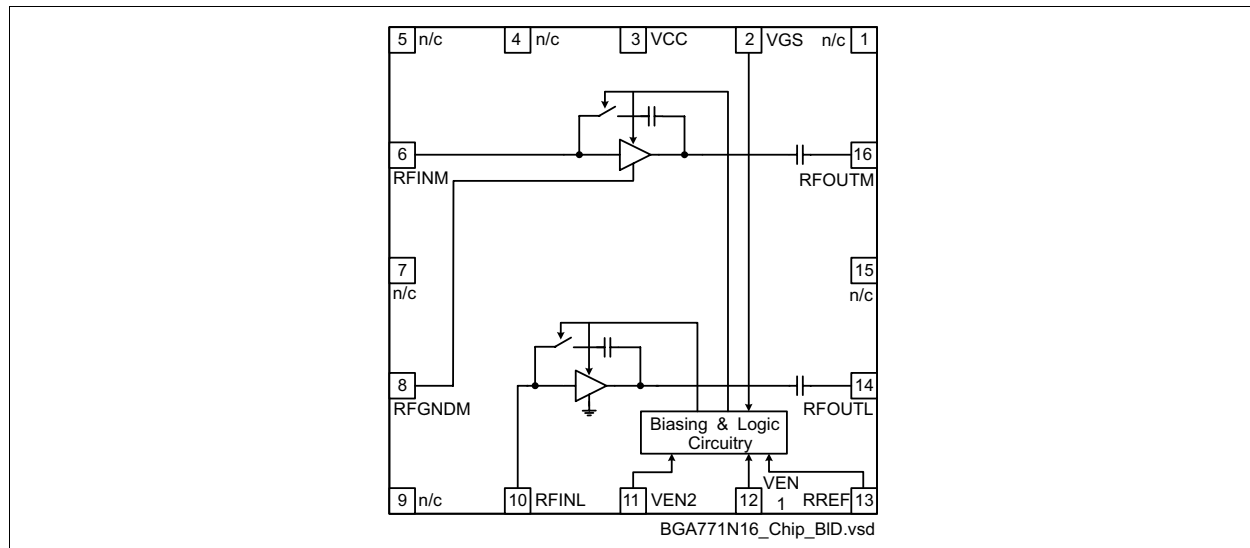 5 n/c 4 n/c 3 VCC 2 VGS n/c 1
6 16
RFINM RFOUTM
7 15
n/c n/c
8 14
RFGNDM RFOUTL
Biasing & Logic
Circuitry
9 n/c 10 RFINL 11 VEN2 12 VEN
1 RREF 13
BGA771N16_Chip_BID.vsd